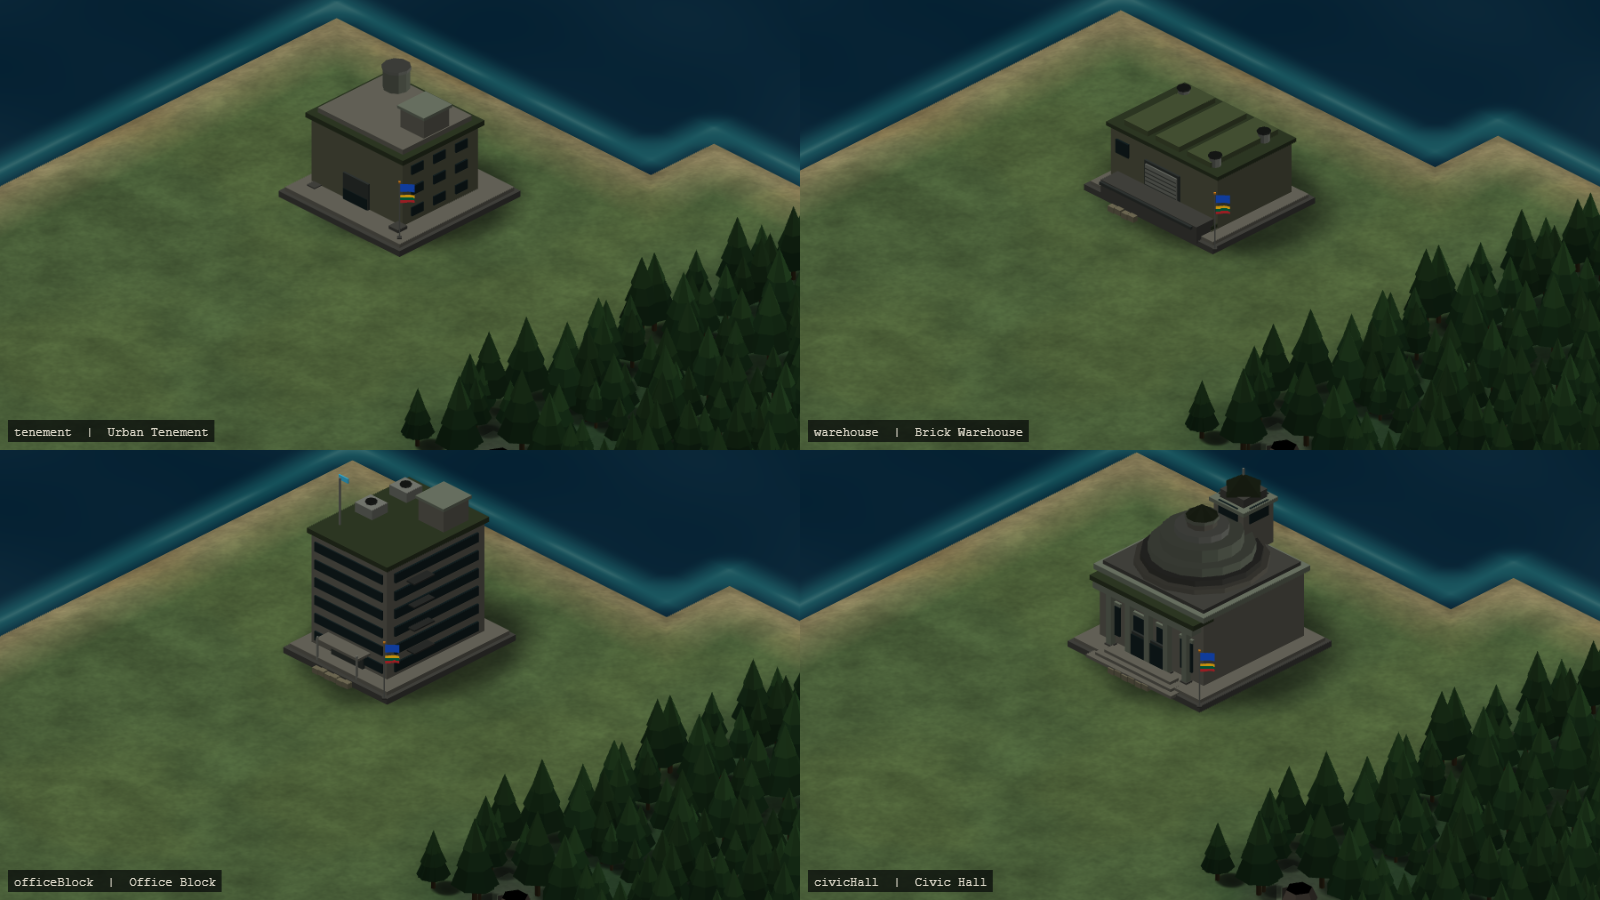 tenement | Urban Tenement
warehouse | Brick Warehouse
officeBlock | Office Block
civicHall | Civic Hall